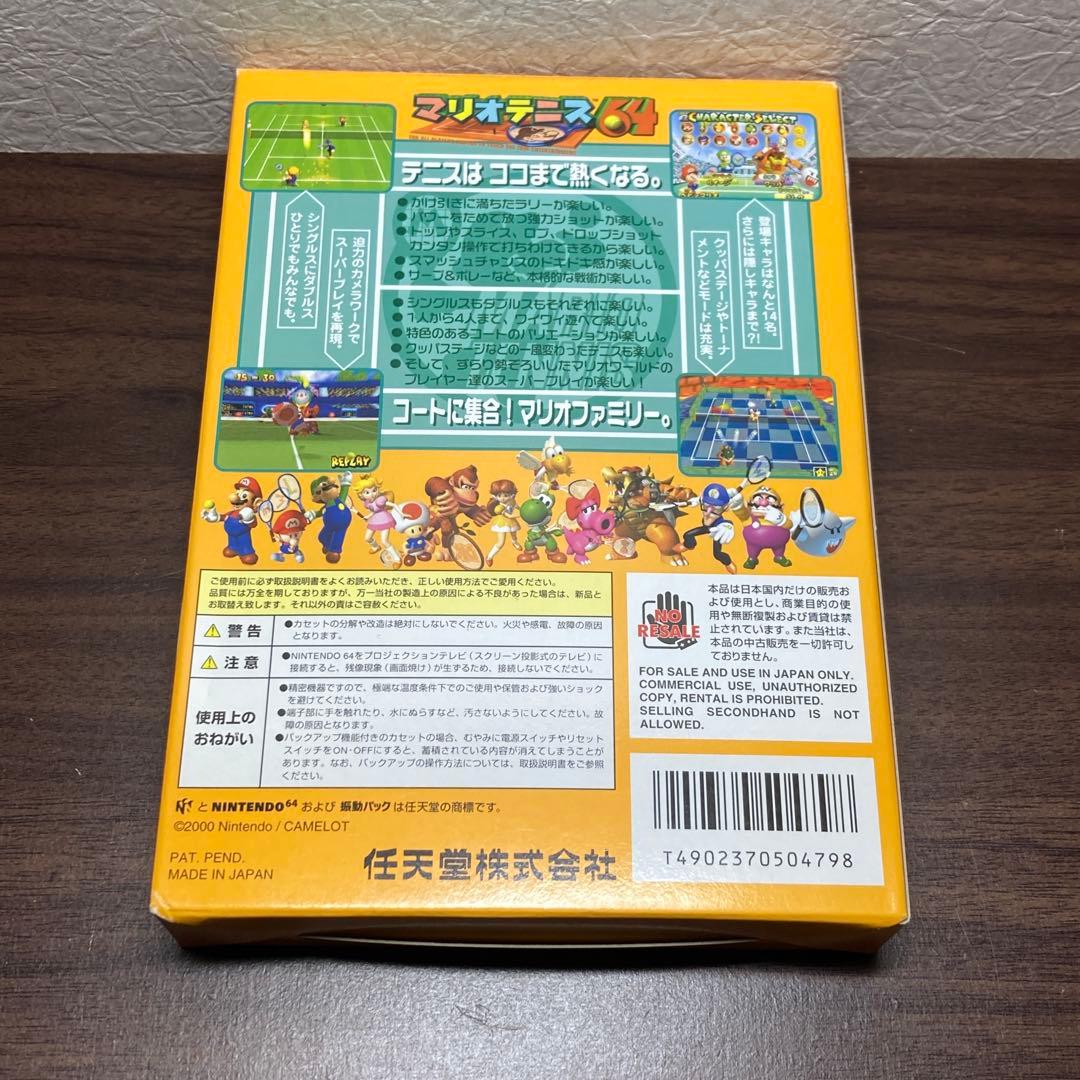 マリオテニス64
CHARACTER SELECT
テニスは ココまで熱くなる。
●かけ引きに満ちたラリーが楽しい。
●パワーをためて放つ強力ショットが楽しい。
●トップやスライス、ロブ、ドロップショット
カンタン操作で打ちわけできるから楽しい。
●スマッシュチャンスのドキドキ感が楽しい。
●サーブ&ボレーなど、本格的な戦術が楽しい。
●シングルスもダブルスもそれぞれに楽しい。
●1人から4人まで、ワイワイ遊べて楽しい。
●特色のあるコートのバリエーションが楽しい。
●クッパステージなどの一風変わったテニスも楽しい。
●そして、ずらり勢ぞろいしたマリオワールドの
プレイヤー達のスーパープレイが楽しい!
コートに集合!マリオファミリー。
シングルスにダブルス
ひとりでもみんなでも。
迫力のカメラワークで
スーパープレイを再現。
登場キャラはなんと14名。
さらには隠しキャラまで?!
クッパステージやトーナ
メントなどモードは充実。
15-30
REPLAY
ご使用前に必ず取扱説明書をよくお読みいただき、正しい使用方法でご愛用ください。
品質には万全を期しておりますが、万一当社の製造上の原因による不良があった場合は、新品と
お取替え致します。それ以外の責はご容赦ください。
警告
●カセットの分解や改造は絶対にしないでください。火災や感電、故障の原因
となります。
注意
●NINTENDO 64をプロジェクションテレビ(スクリーン投影式のテレビ)に
接続すると、残像現象(画面焼け)が生ずるため、接続しないでください。
使用上の
おねがい
●精密機器ですので、極端な温度条件下でのご使用や保管および強いショック
を避けてください。
●端子部に手を触れたり、水にぬらすなど、汚さないようにしてください。故
障の原因となります。
●バックアップ機能付きのカセットの場合、むやみに電源スイッチやリセット
スイッチをON・OFFにすると、蓄積されている内容が消えてしまうことが
あります。なお、バックアップの操作方法については、取扱説明書をご参照
ください。
NO
RESALE
本品は日本国内だけの販売お
よび使用とし、商業目的の使
用や無断複製および賃貸は禁
止されています。また当社は、
本品の中古販売を一切許可し
ておりません。
FOR SALE AND USE IN JAPAN ONLY.
COMMERCIAL USE, UNAUTHORIZED
COPY, RENTAL IS PROHIBITED.
SELLING SECONDHAND IS NOT
ALLOWED.
と NINTENDO64 および 振動パック は任天堂の商標です。
©2000 Nintendo / CAMELOT
PAT. PEND.
MADE IN JAPAN
任天堂株式会社
T4902370504798